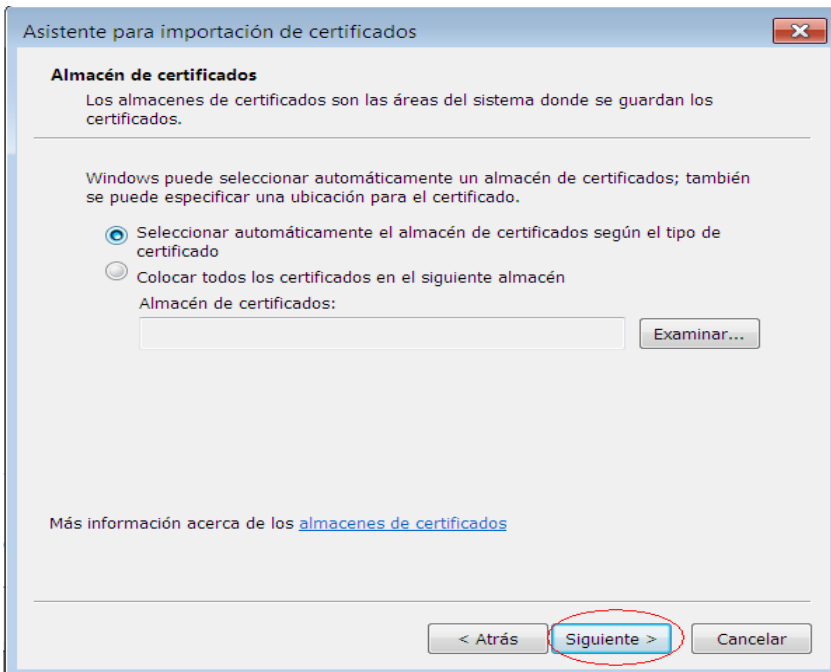 Asistente para importación de certificados
Almacén de certificados
Los almacenes de certificados son las áreas del sistema donde se guardan los
certificados.
Windows puede seleccionar automáticamente un almacén de certificados; también
se puede especificar una ubicación para el certificado.
Seleccionar automáticamente el almacén de certificados según el tipo de
certificado
Colocar todos los certificados en el siguiente almacén
Almacén de certificados:
Examinar...
Más información acerca de los almacenes de certificados
< Atrás Siguiente > Cancelar